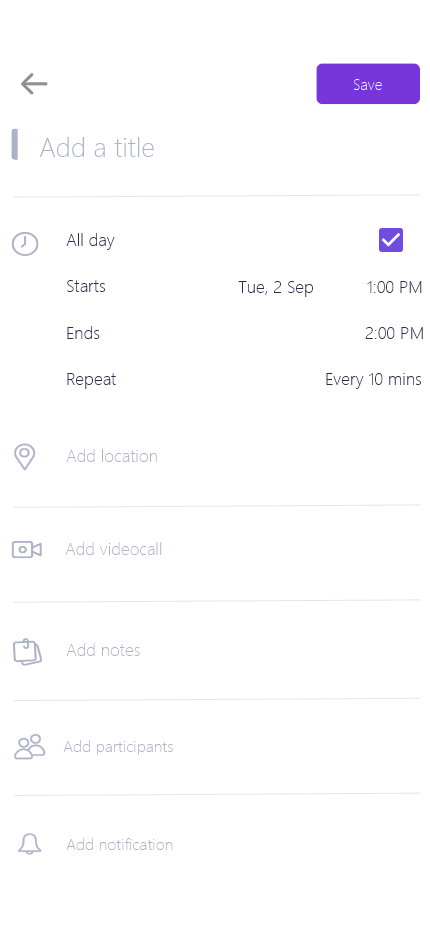 Save
Add a title
All day
Starts Tue, 2 Sep 1:00 PM
Ends 2:00 PM
Repeat Every 10 mins
Add location
Add videocall
Add notes
Add participants
Add notification